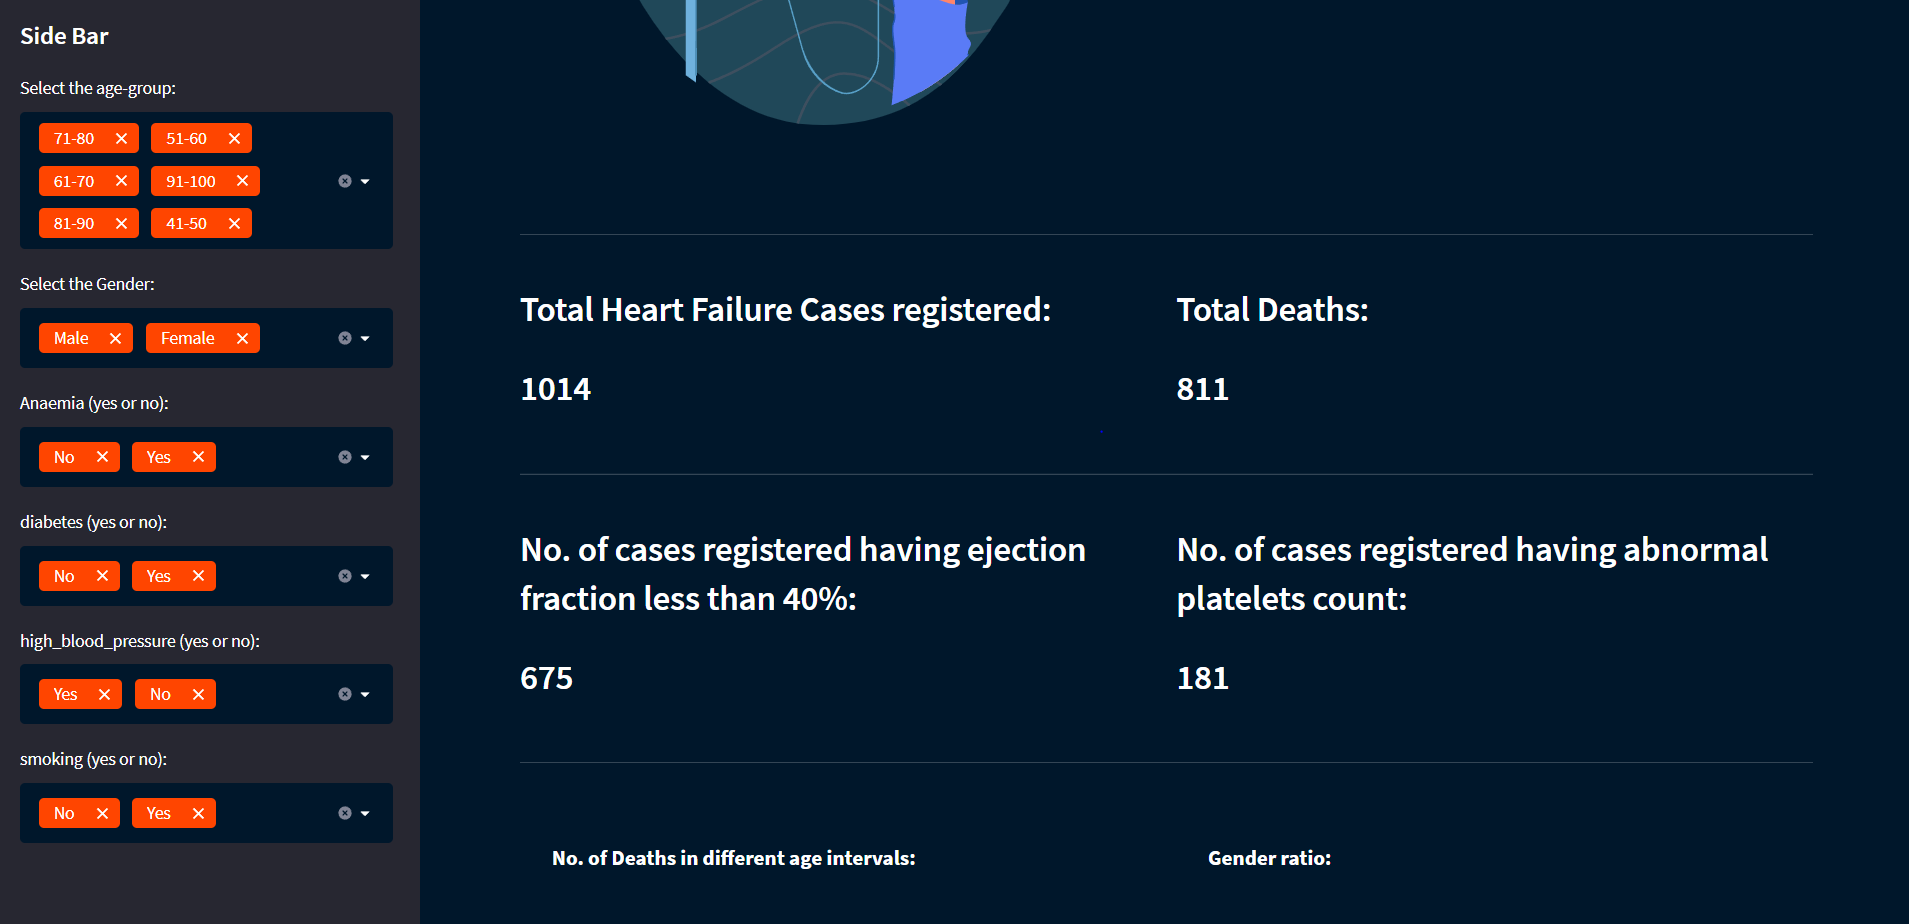 Side Bar
Select the age-group:
71-80 51-60
61-70 91-100
81-90 41-50
Select the Gender:
Male Female
Anaemia (yes or no):
No Yes
diabetes (yes or no):
No Yes
high_blood_pressure (yes or no):
Yes No
smoking (yes or no):
No Yes
Total Heart Failure Cases registered:
1014
Total Deaths:
811
No. of cases registered having ejection
fraction less than 40%:
675
No. of cases registered having abnormal
platelets count:
181
No. of Deaths in different age intervals:
Gender ratio: